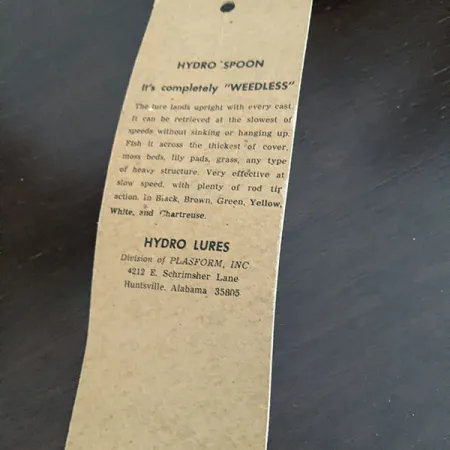 HYDRO SPOON
It's completely "WEEDLESS"
The lure lands upright with every cast.
It can be retrieved at the slowest of
speeds without sinking or hanging up.
Fish it across the thickest of cover,
moss beds, lily pads, grass, any type
of heavy structure. Very effective at
slow speed, with plenty of rod tip
action. In Black, Brown, Green, Yellow,
White, and Chartreuse.
HYDRO LURES
Division of PLASFORM, INC
4212 E. Schrimsher Lane
Huntsville, Alabama 35805